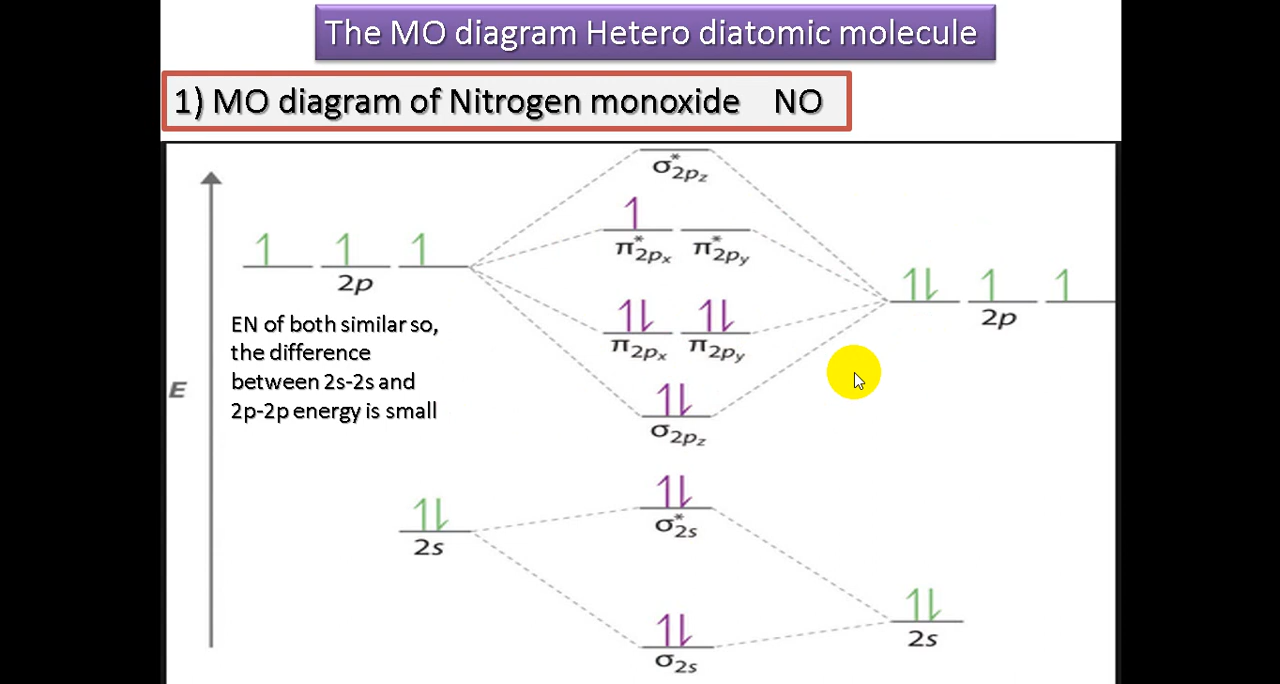 The MO diagram Hetero diatomic molecule
1) MO diagram of Nitrogen monoxide NO
σ*2pz
π*2px π*2py
2p
2p
EN of both similar so,
the difference
between 2s-2s and
2p-2p energy is small
π2px π2py
E
σ2pz
σ*2s
2s
2s
σ2s